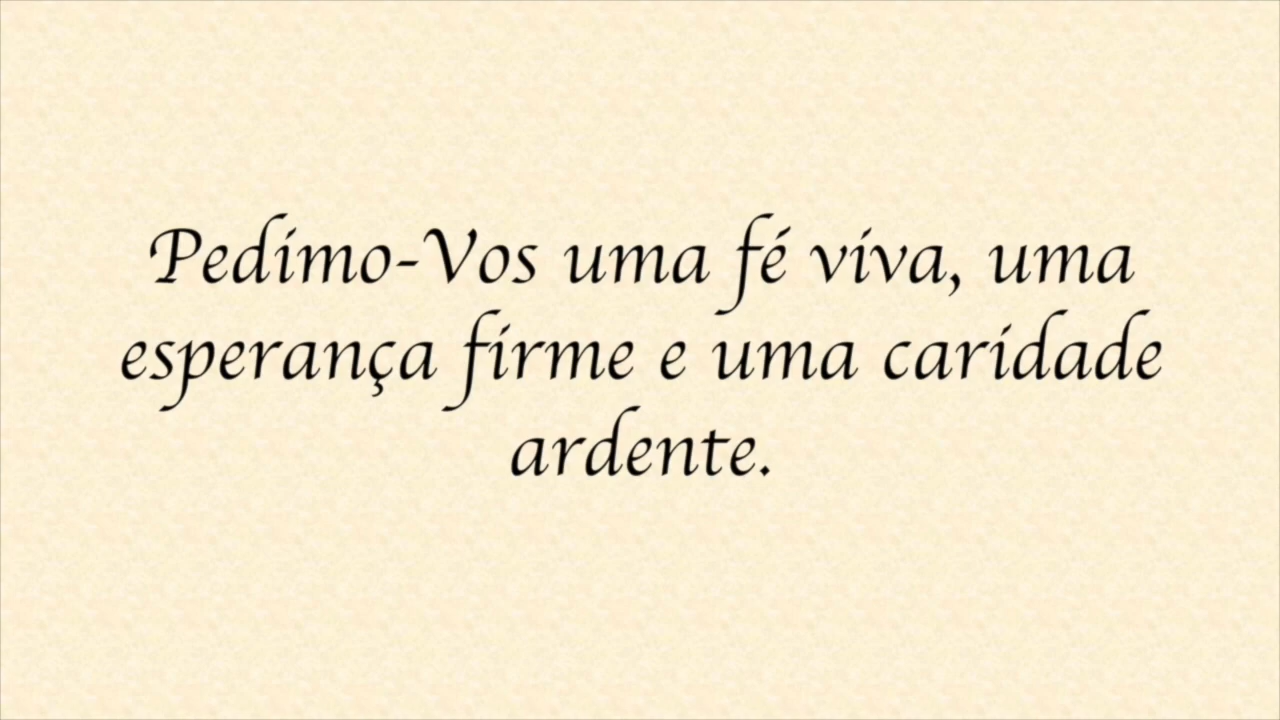 Pedimo-Vos uma fé viva, uma
esperança firme e uma caridade
ardente.